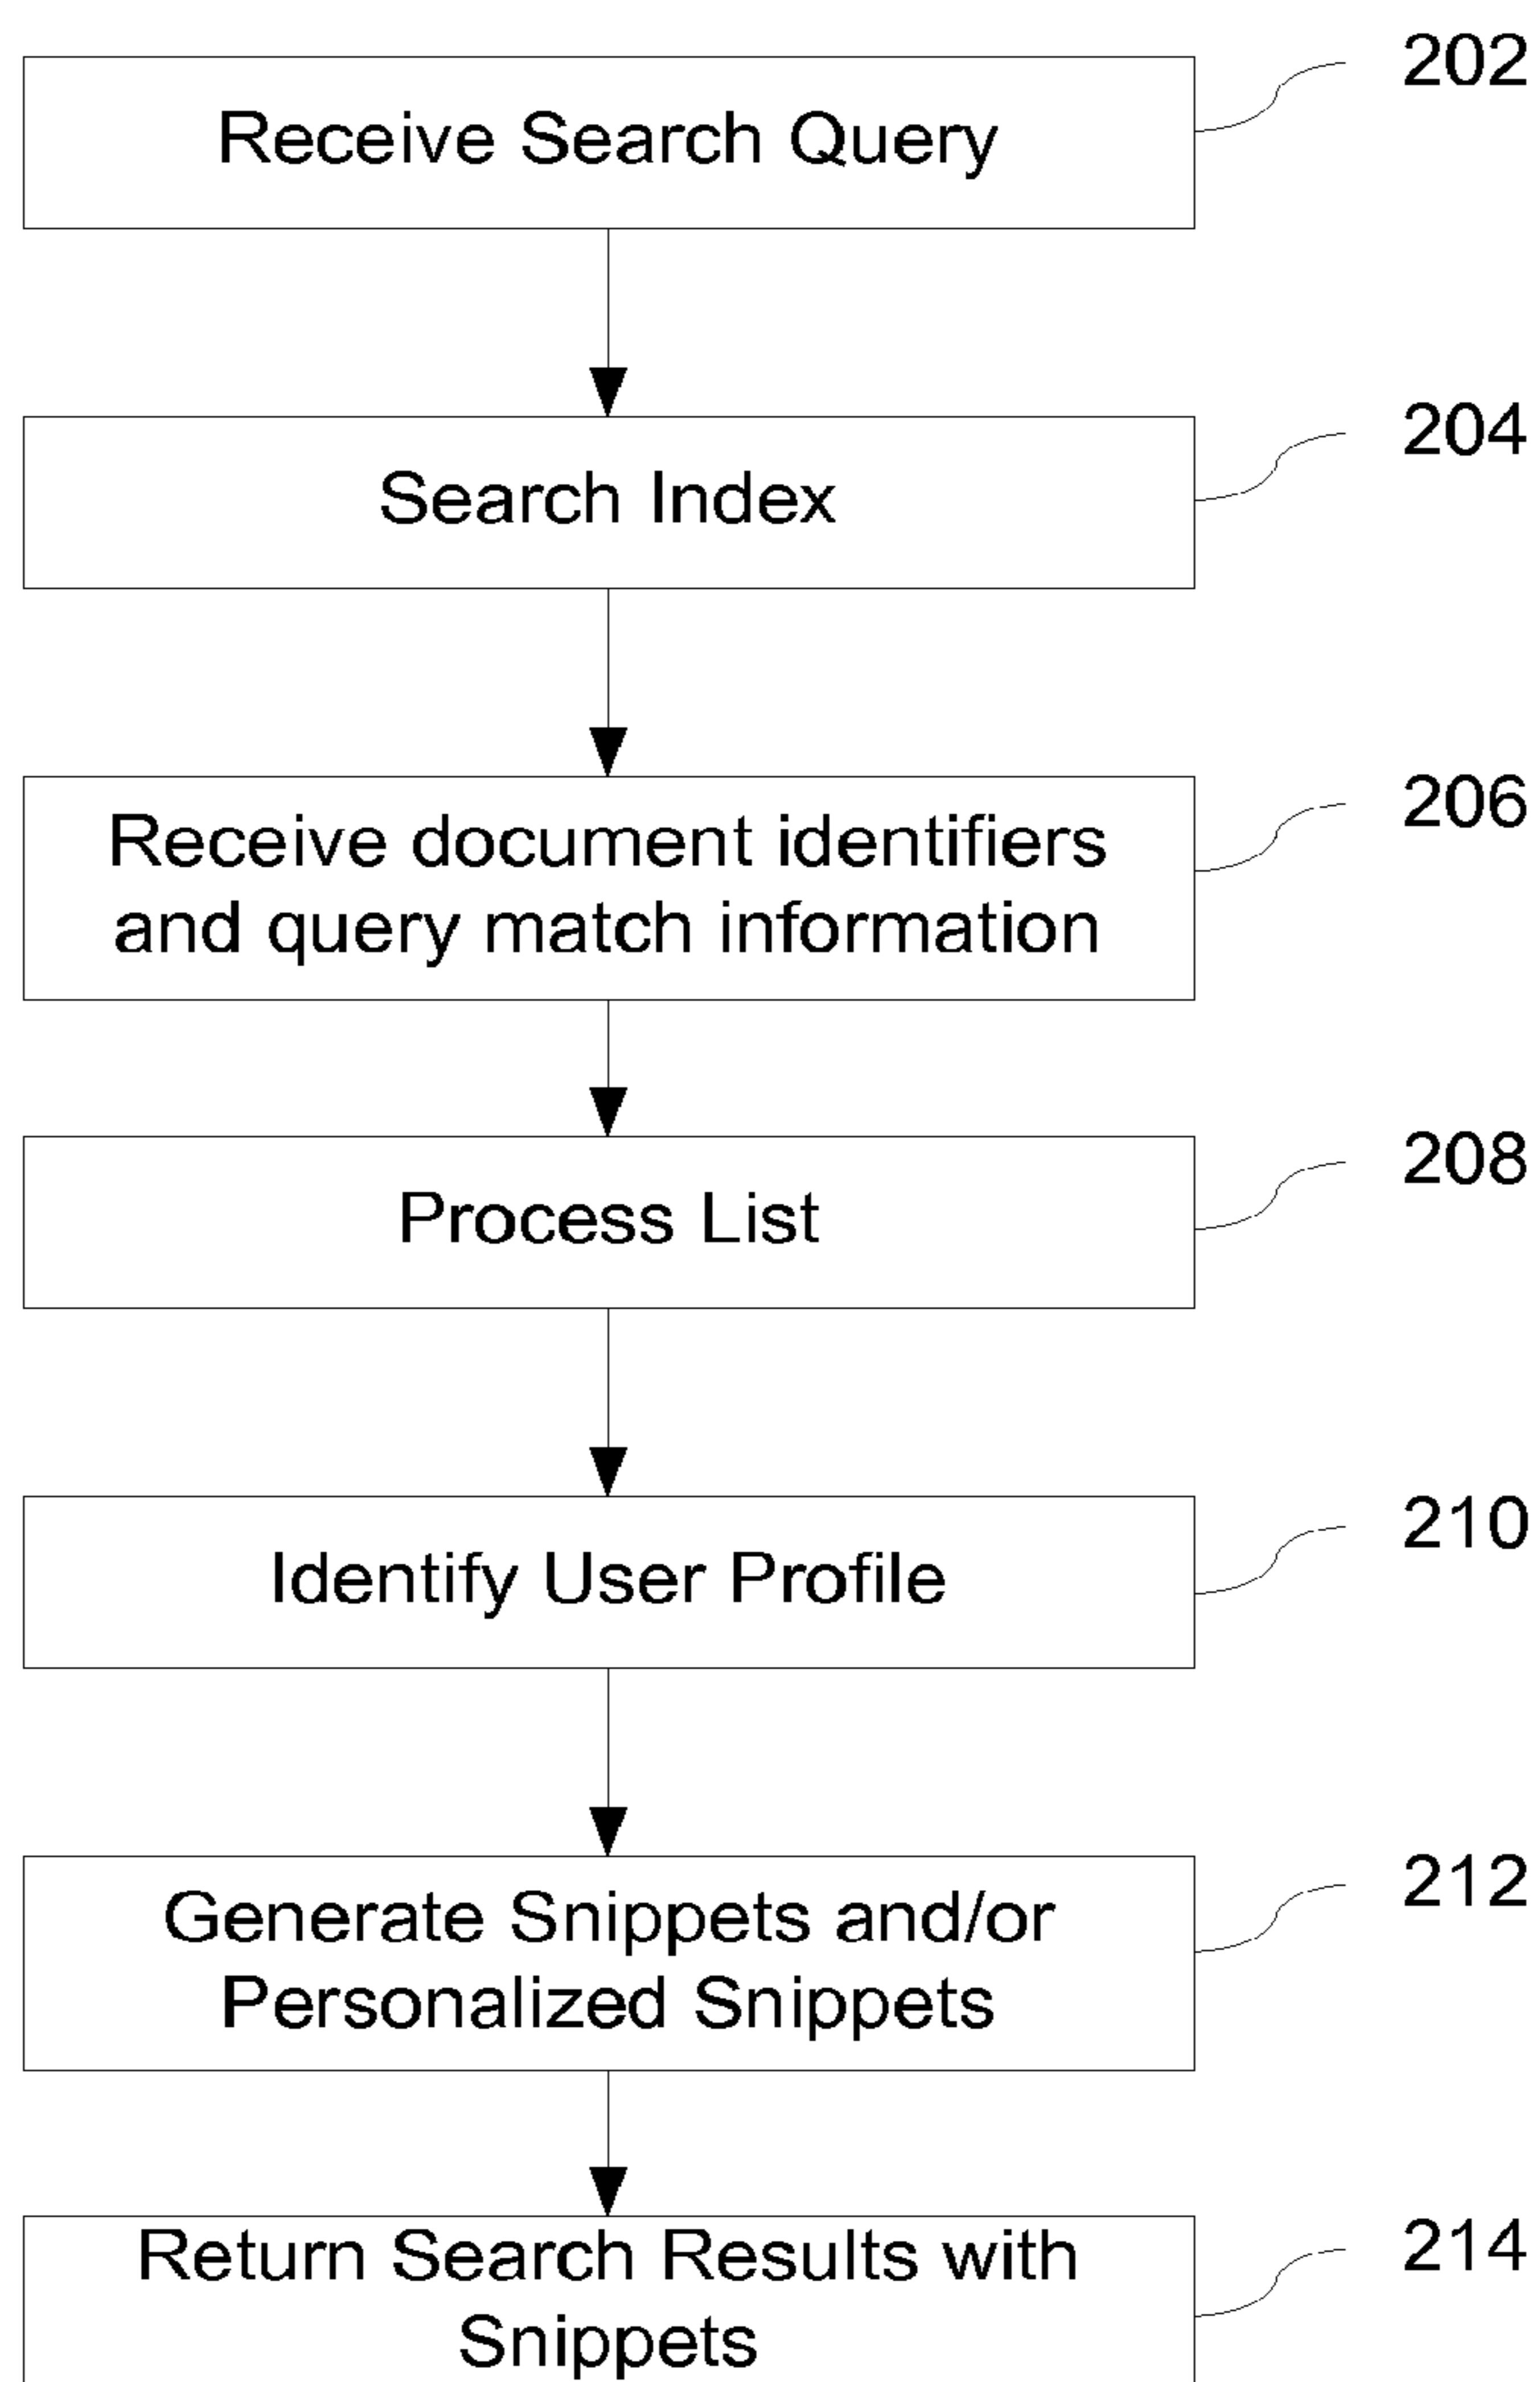 202
Receive Search Query
204
Search Index
206
Receive document identifiers
and query match information
208
Process List
210
Identify User Profile
212
Generate Snippets and/or
Personalized Snippets
214
Return Search Results with
Snippets